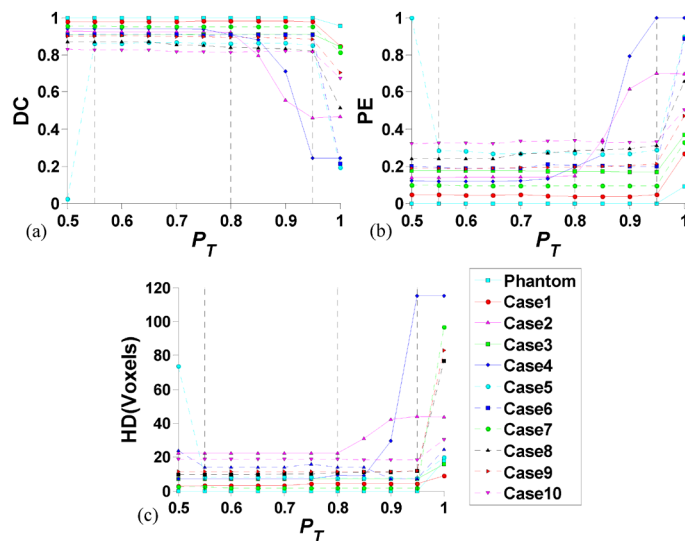 DC
1
0.8
0.6
0.4
0.2
0
0.5 0.6 0.7 0.8 0.9 1
(a)
P_T
PE
1
0.8
0.6
0.4
0.2
0
0.5 0.6 0.7 0.8 0.9 1
(b)
P_T
HD(Voxels)
120
100
80
60
40
20
0
0.5 0.6 0.7 0.8 0.9 1
(c)
P_T
Phantom
Case1
Case2
Case3
Case4
Case5
Case6
Case7
Case8
Case9
Case10